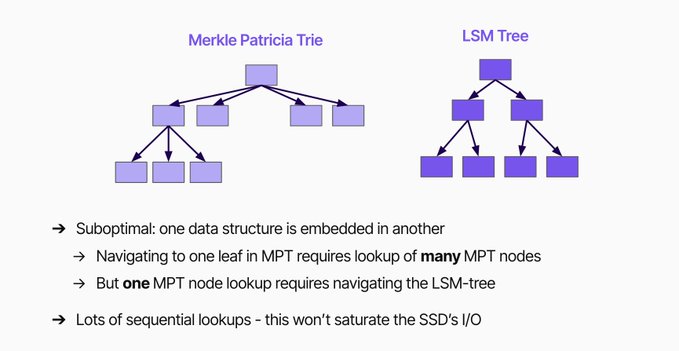 Merkle Patricia Trie
LSM Tree
➔ Suboptimal: one data structure is embedded in another
→ Navigating to one leaf in MPT requires lookup of many MPT nodes
→ But one MPT node lookup requires navigating the LSM-tree
➔ Lots of sequential lookups - this won't saturate the SSD's I/O